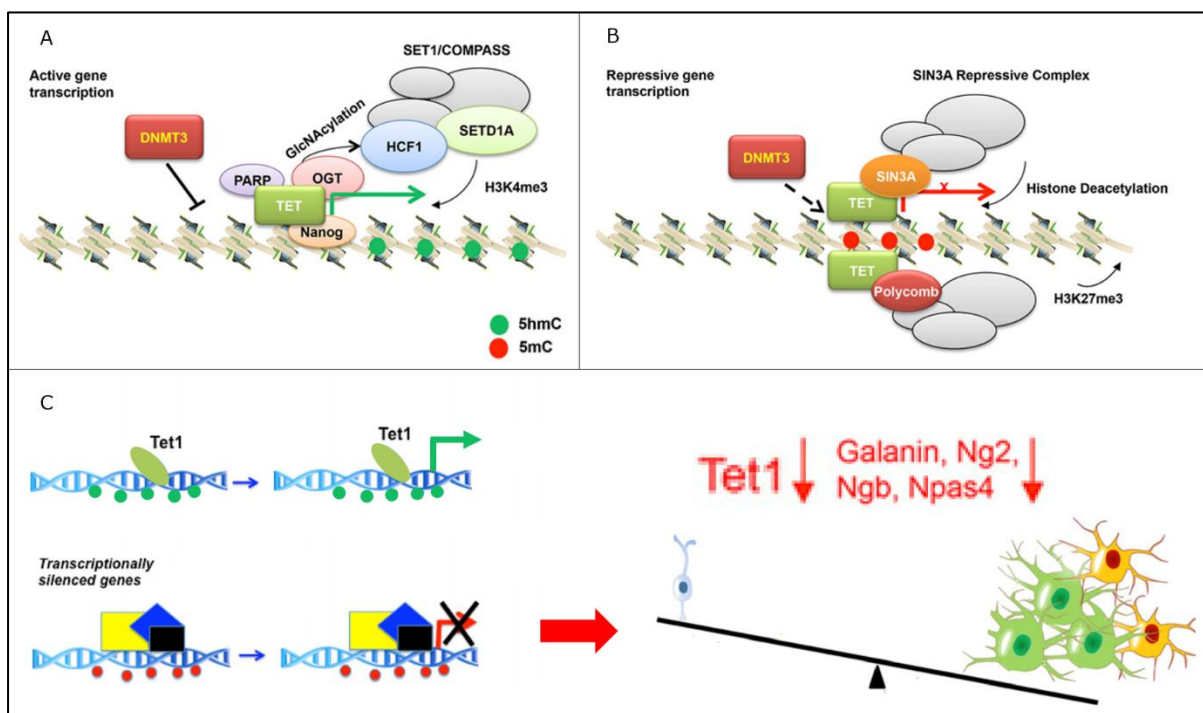 A
SET1/COMPASS
Active gene
transcription
DNMT3
GlcNAcylation
SETD1A
HCF1
OGT
PARP
TET
H3K4me3
Nanog
5hmC
5mC
B
Repressive gene
transcription
SIN3A Repressive Complex
DNMT3
SIN3A
x
TET
Histone Deacetylation
TET
Polycomb
H3K27me3
C
Tet1
Tet1
Transcriptionally
silenced genes
Tet1
Galanin, Ng2,
Ngb, Npas4